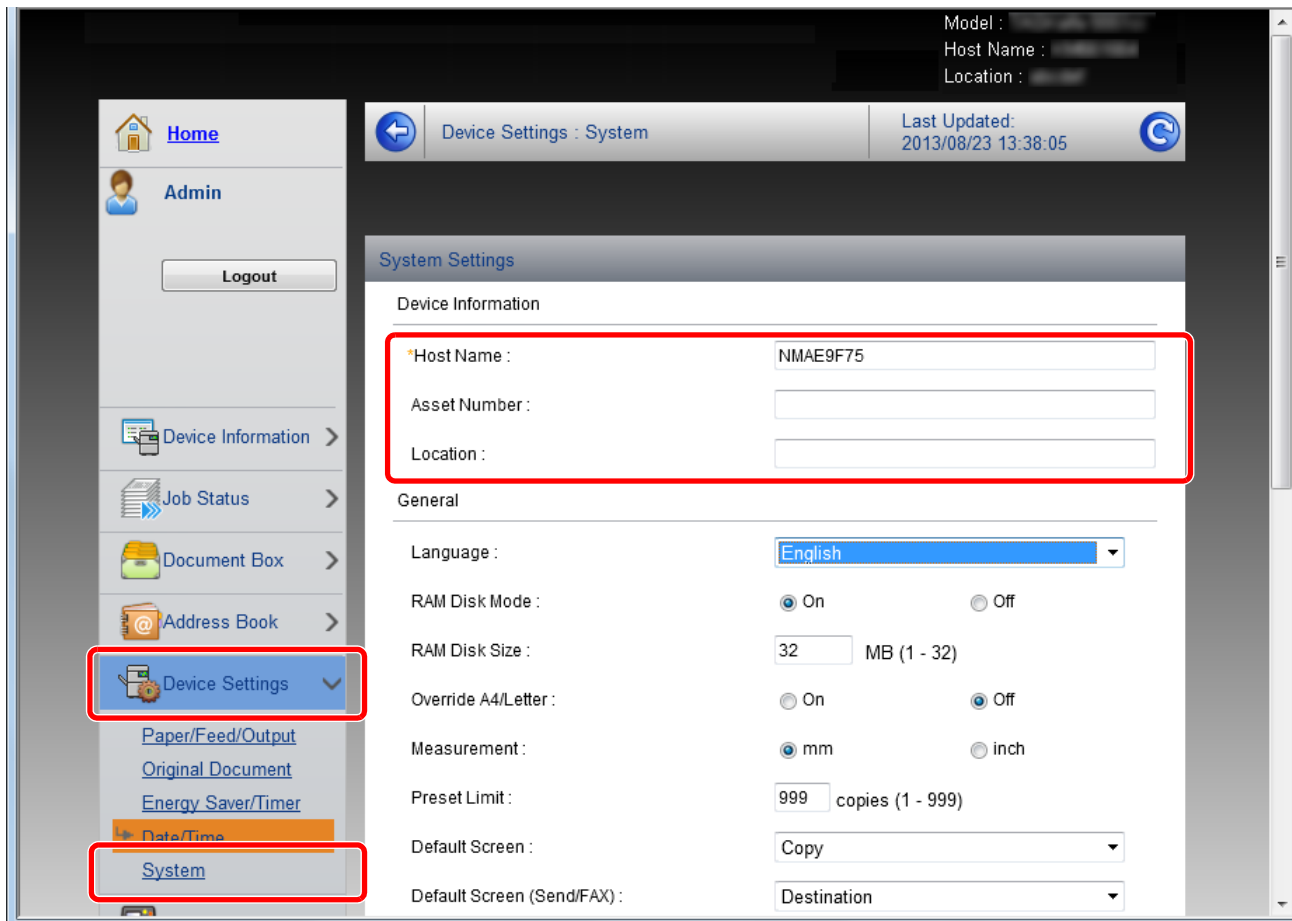 Model :
Host Name :
Location :
Home
Admin
Logout
Device Information
Job Status
Document Box
Address Book
Device Settings
Paper/Feed/Output
Original Document
Energy Saver/Timer
Date/Time
System
Device Settings : System
Last Updated:
2013/08/23 13:38:05
System Settings
Device Information
*Host Name : NMAE9F75
Asset Number :
Location :
General
Language : English
RAM Disk Mode : On Off
RAM Disk Size : 32 MB (1 - 32)
Override A4/Letter : On Off
Measurement : mm inch
Preset Limit : 999 copies (1 - 999)
Default Screen : Copy
Default Screen (Send/FAX) : Destination